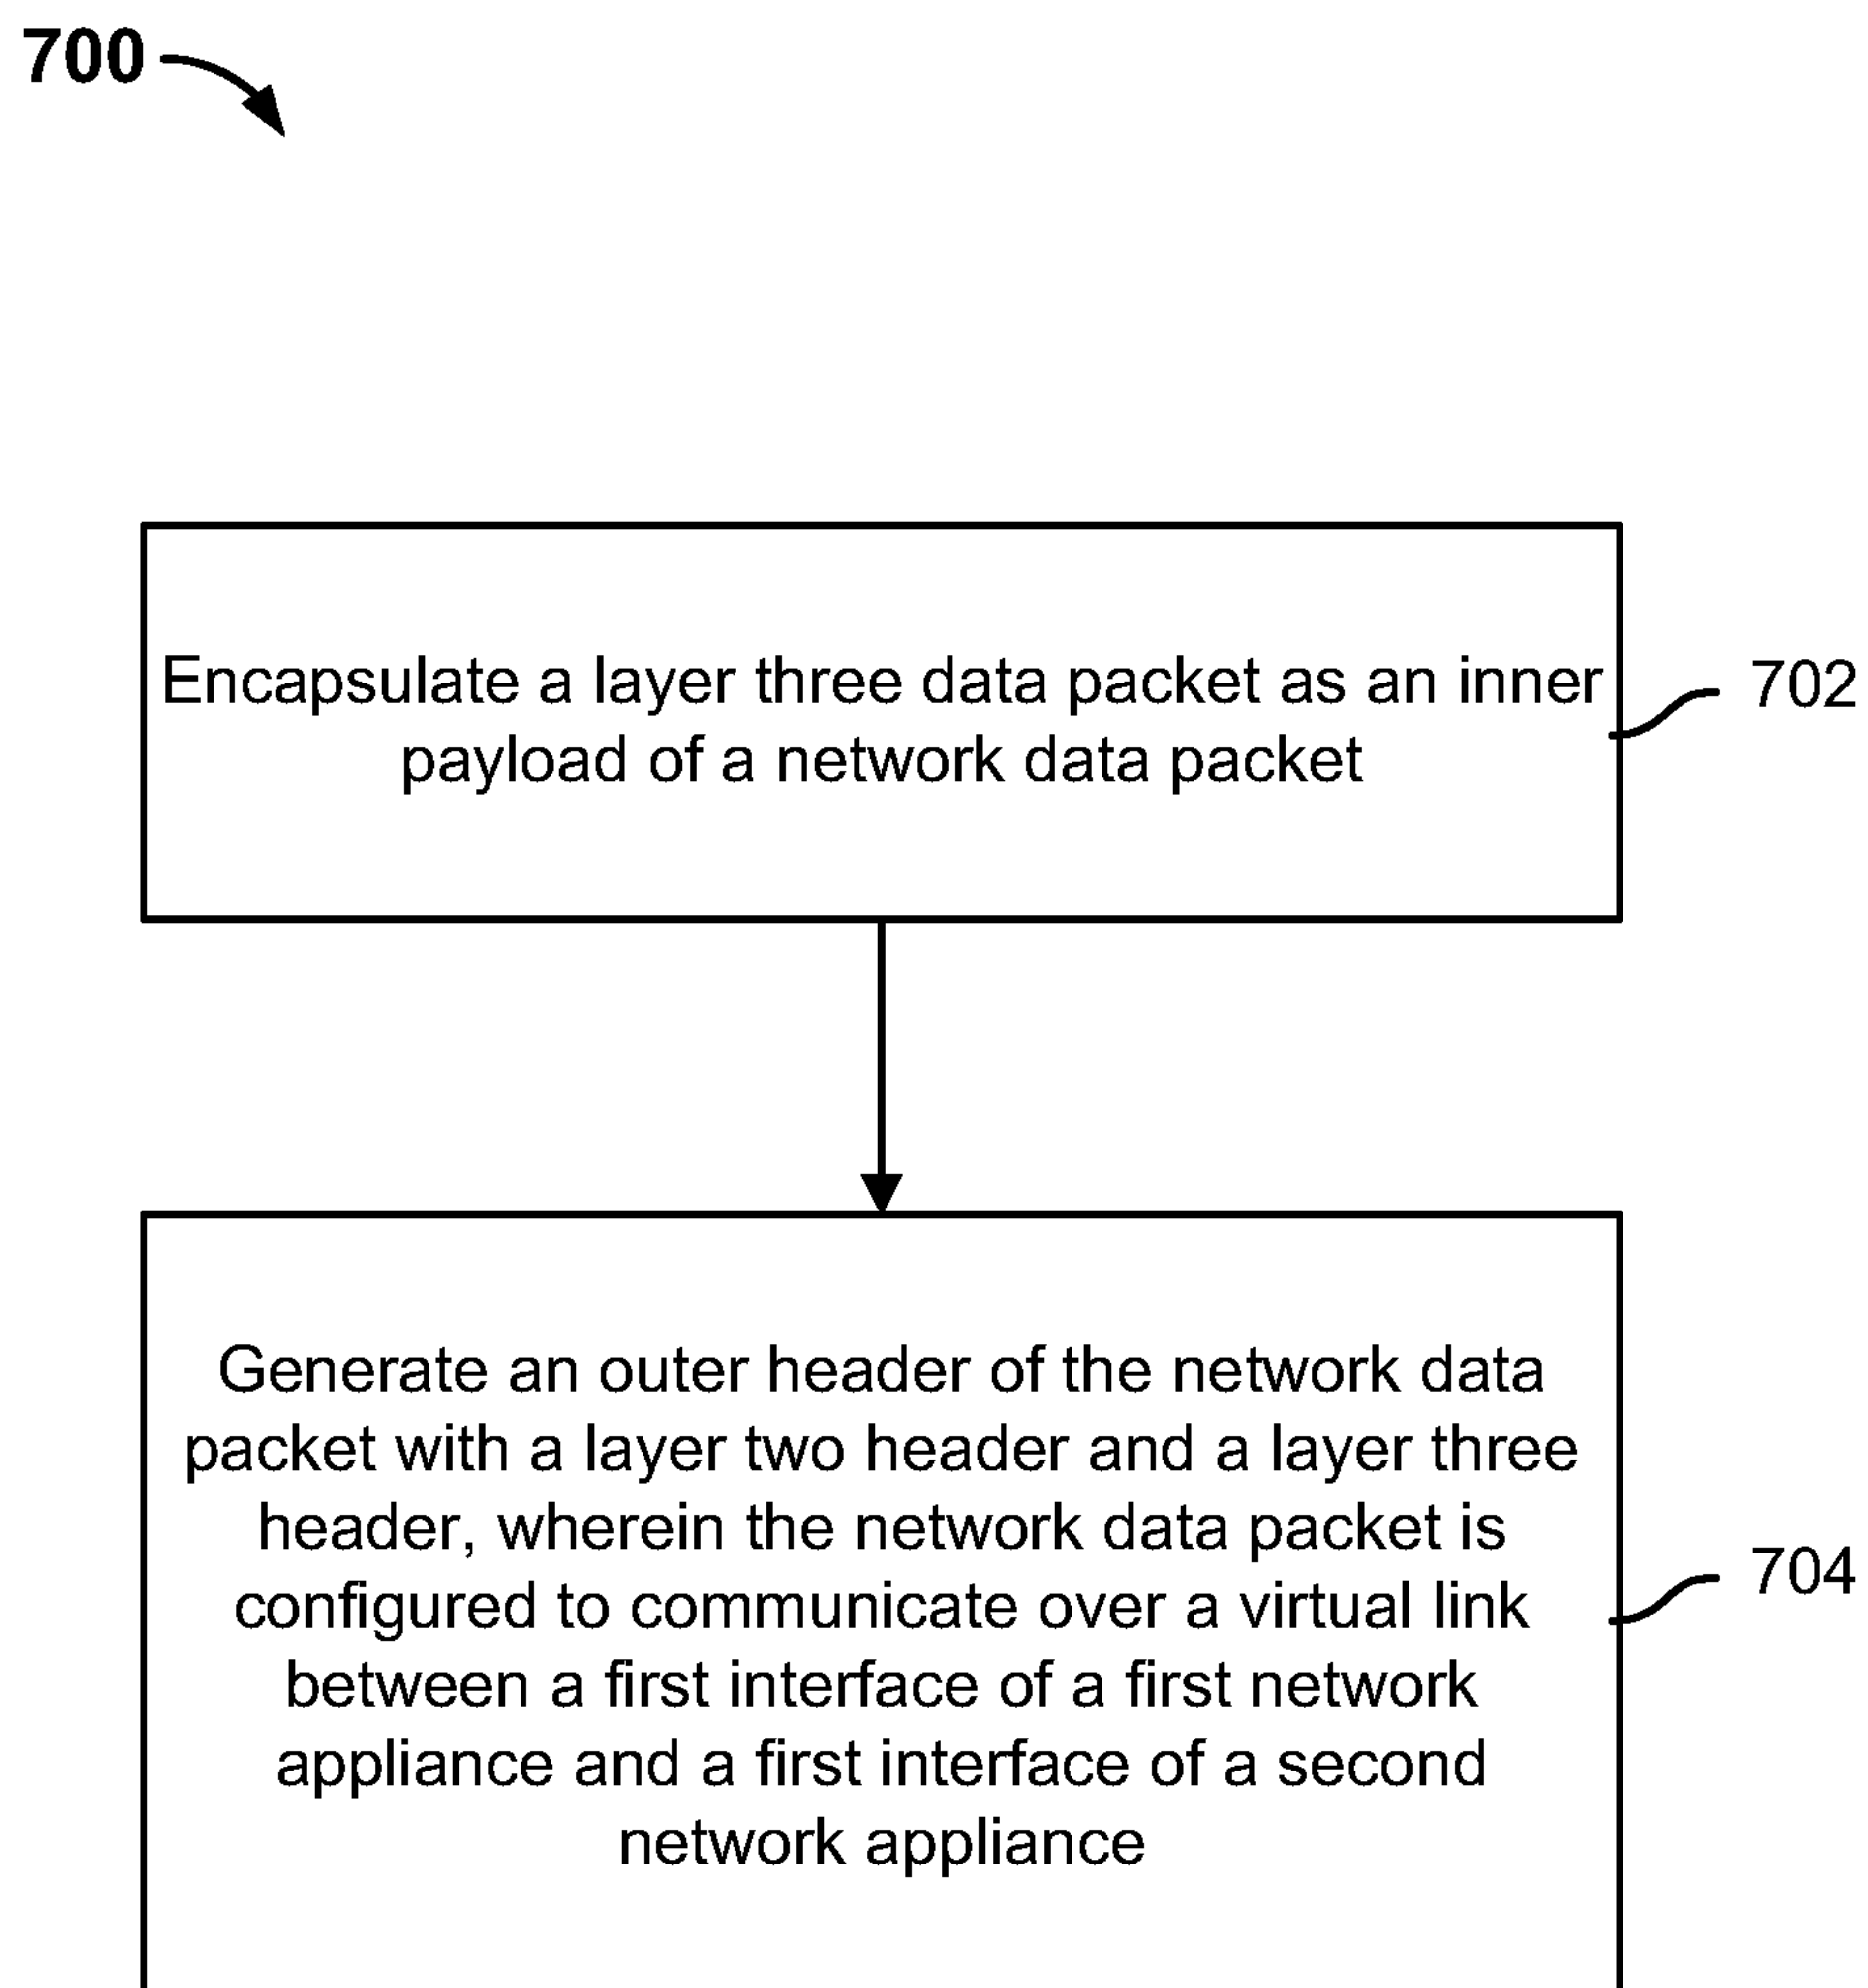 700
Encapsulate a layer three data packet as an inner
payload of a network data packet
702
Generate an outer header of the network data
packet with a layer two header and a layer three
header, wherein the network data packet is
configured to communicate over a virtual link
between a first interface of a first network
appliance and a first interface of a second
network appliance
704